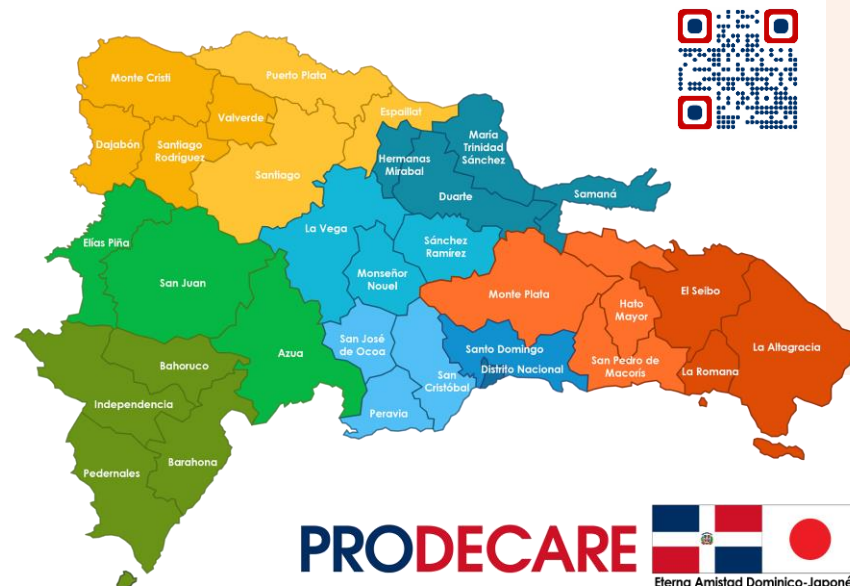 Monte Cristi
Puerto Plata
Espaillat
Valverde
Dajabón
Santiago
Rodríguez
Santiago
María
Trinidad
Sánchez
Hermanas
Mirabal
Duarte
Samaná
La Vega
Sánchez
Ramírez
Monseñor
Nouel
Elías Piña
San Juan
Azua
Monte Plata
Hato
Mayor
El Seibo
La Altagracia
San José
de Ocoa
Santo Domingo
Distrito Nacional
San Pedro de
Macorís
La Romana
San
Cristóbal
Peravia
Bahoruco
Independencia
Barahona
Pedernales
PRODECARE
Eterna Amistad Dominico-Japoné